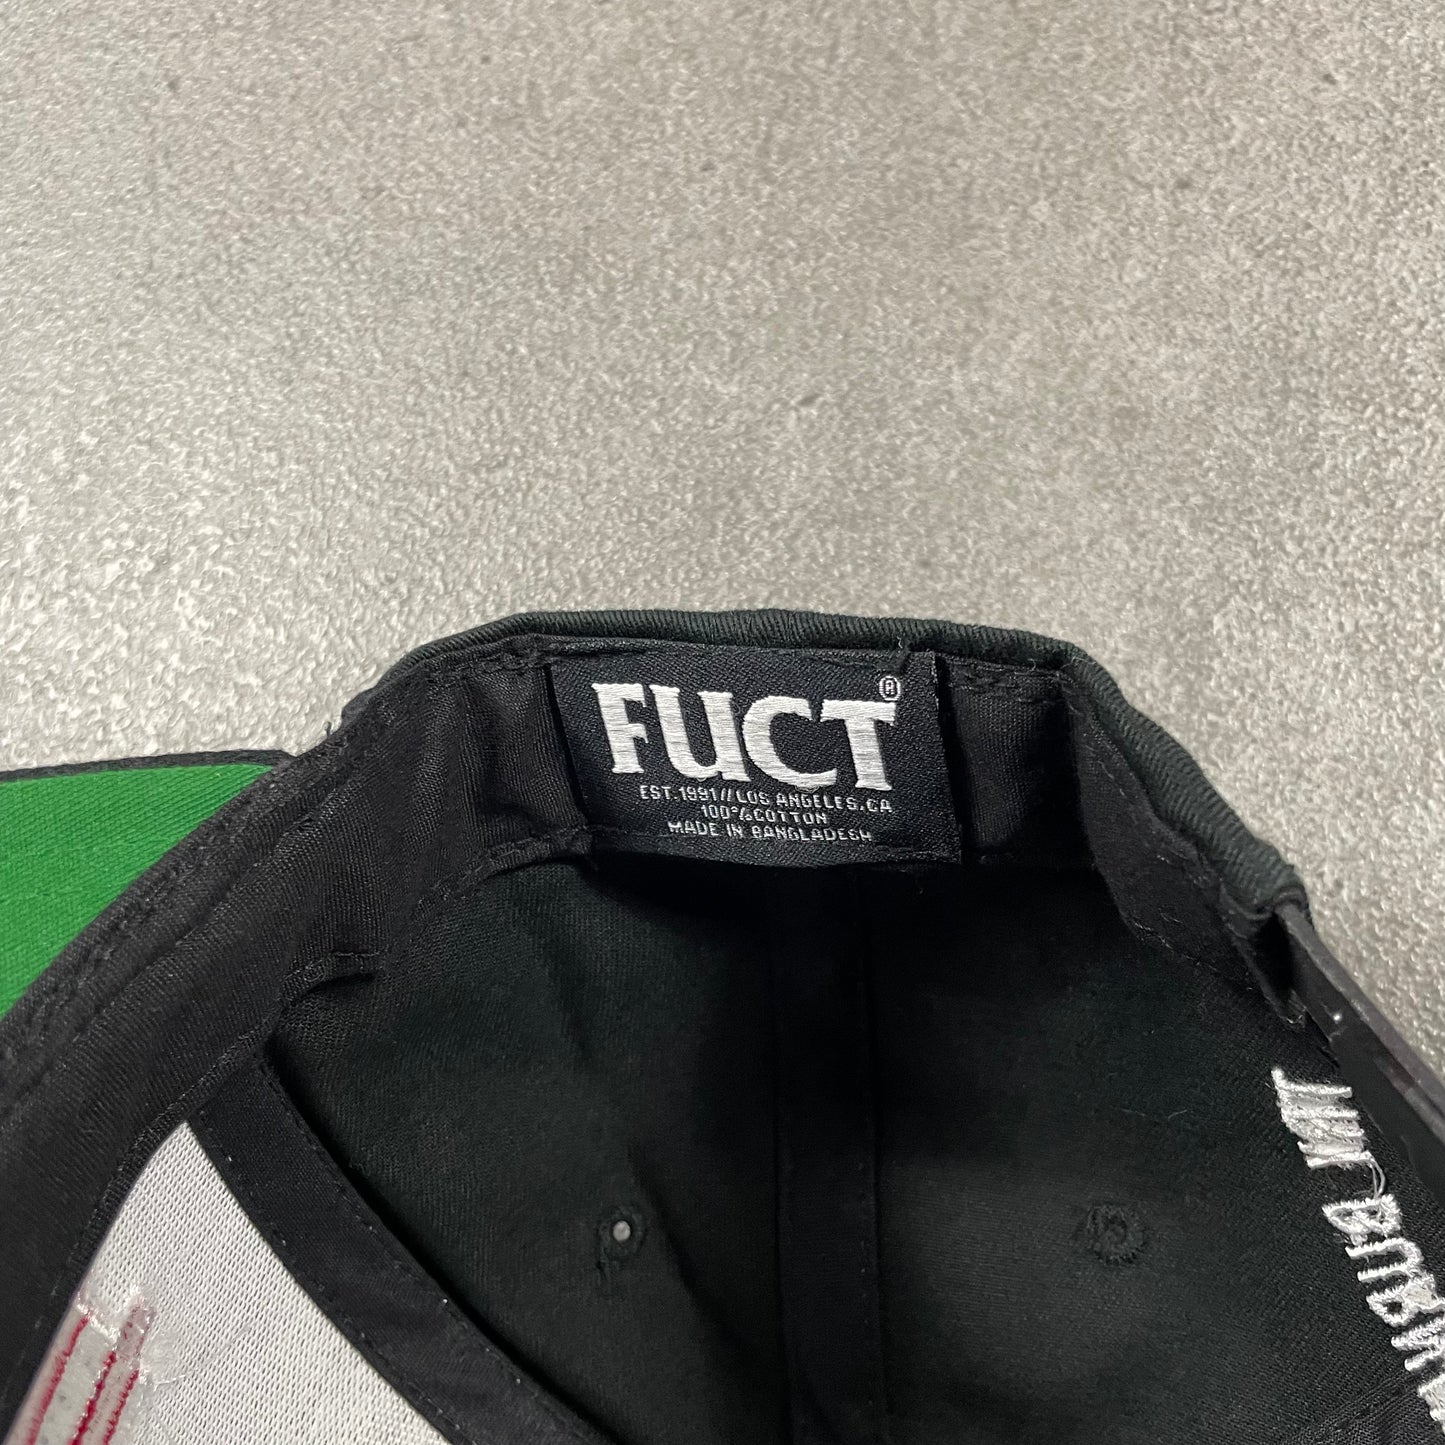 FUCT®
EST.1991//LOS ANGELES,CA
100%COTTON
MADE IN BANGLADESH